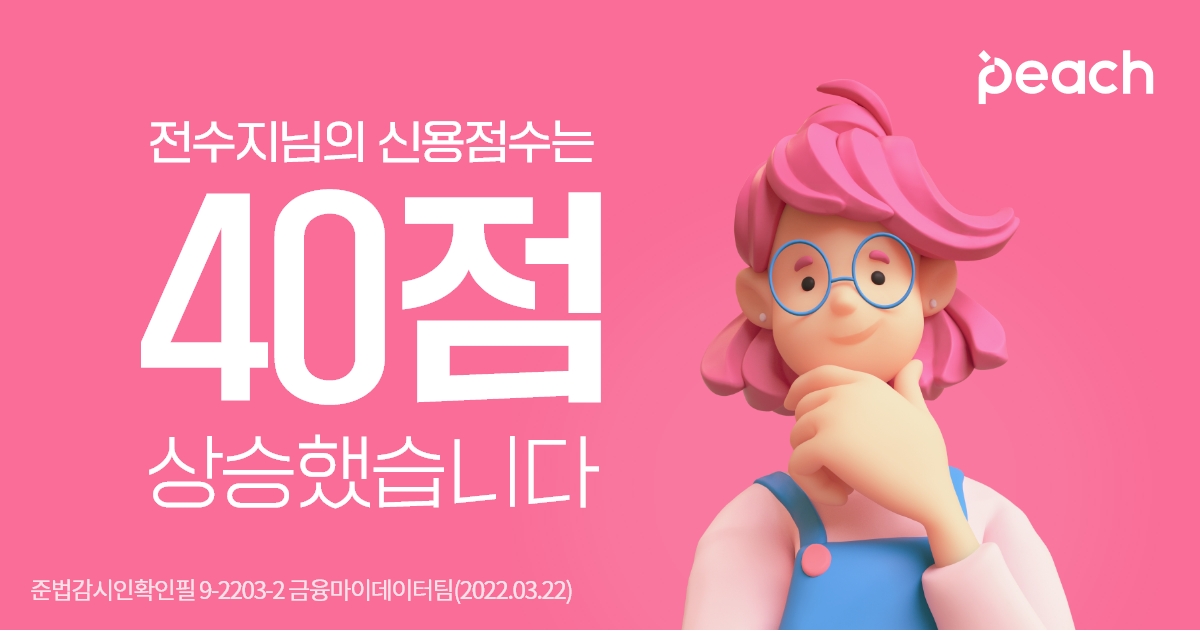 peach
전수지님의 신용점수는
40점
상승했습니다
준법감시인확인필 9-2203-2 금융마이데이터팀(2022.03.22)